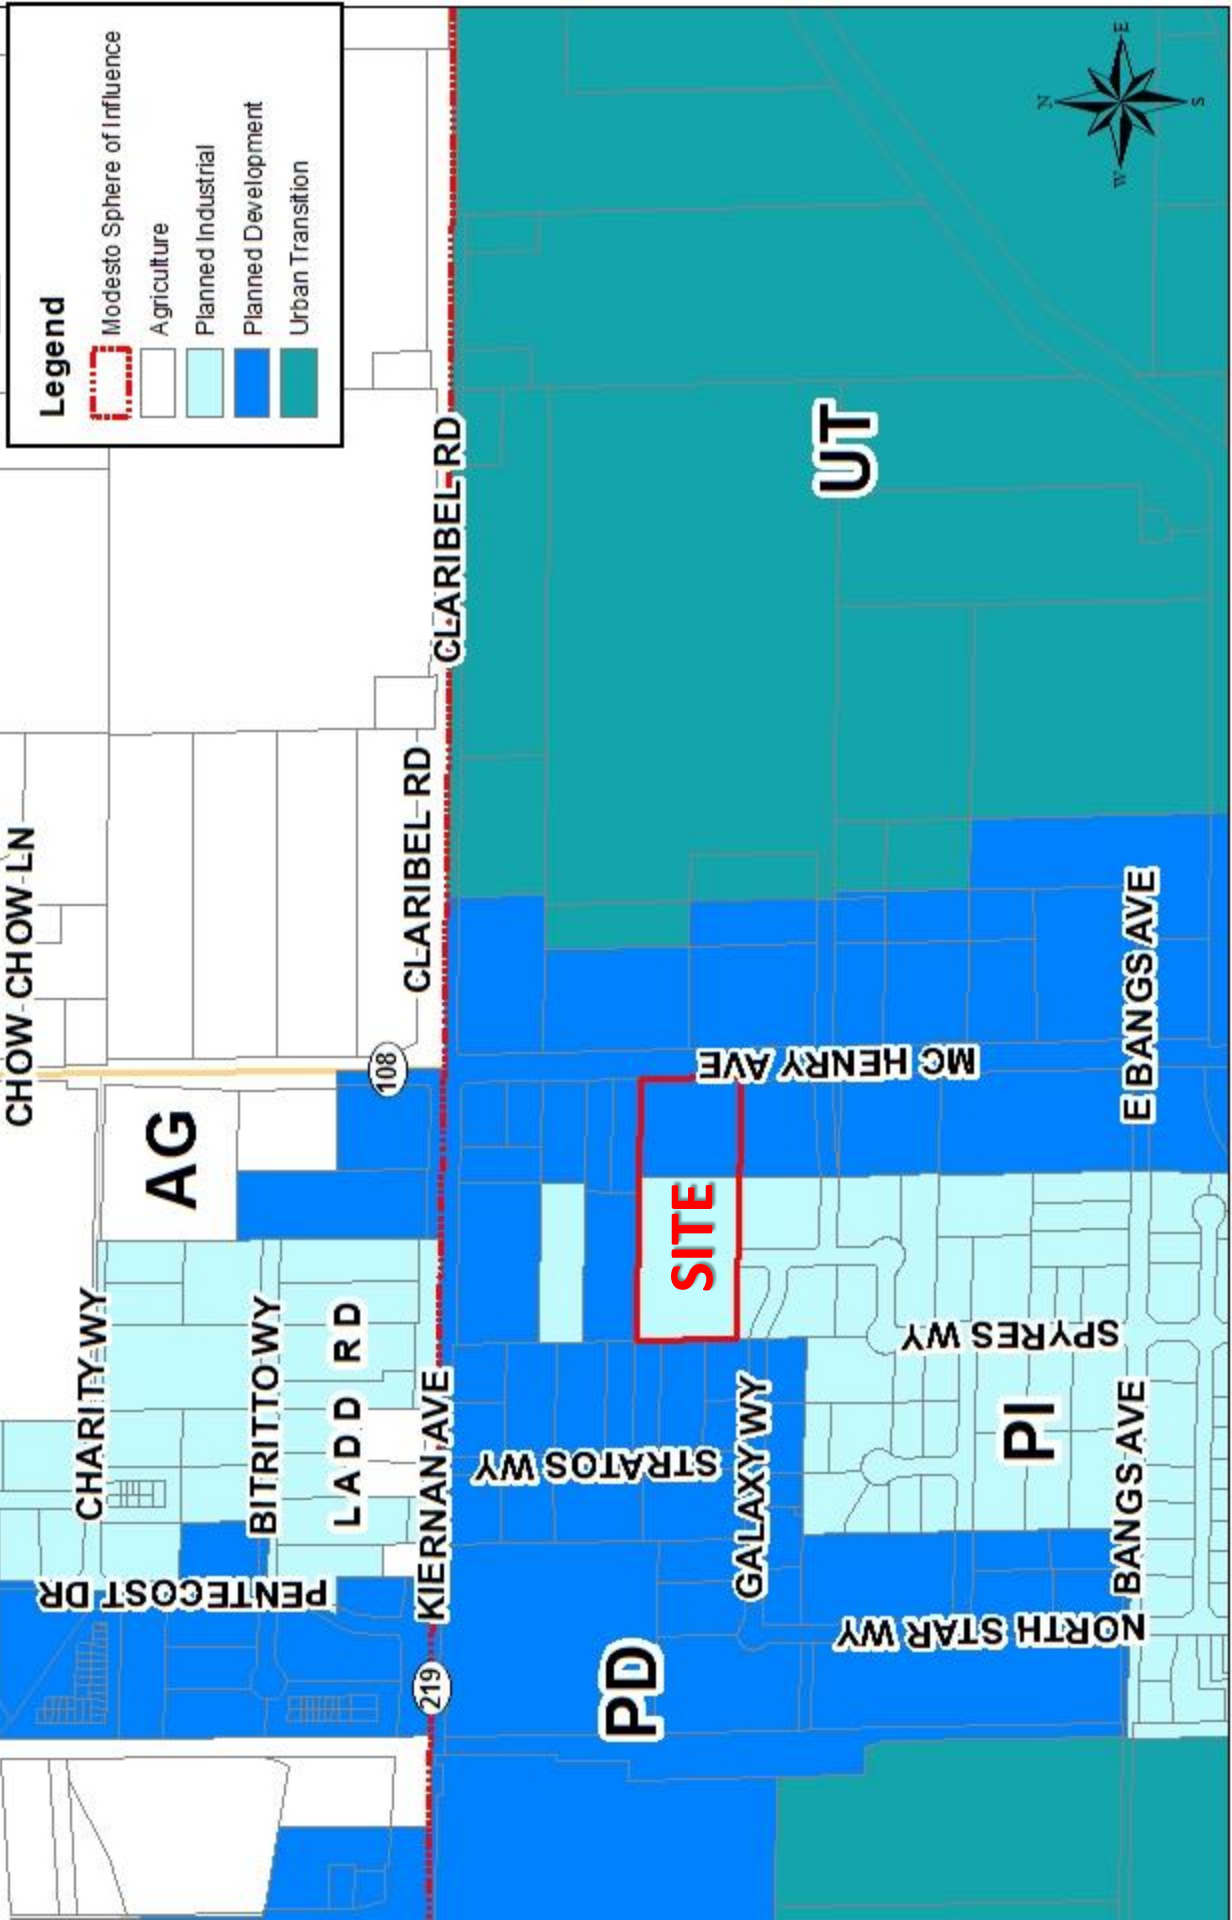 Legend
Modesto Sphere of Influence
Agriculture
Planned Industrial
Planned Development
Urban Transition
CHOW CHOW LN
CHARITY WY
AG
BITRITTO WY
PENTECOST DR
LADD RD
108
CLARIBEL RD
CLARIBEL RD
219
KIERNAN AVE
STRATOS WY
SITE
PD
GALAXY WY
MC HENRY AVE
UT
NORTH STAR WY
SPYRES WY
PI
BANGS AVE
E BANGS AVE
N
W
E
S